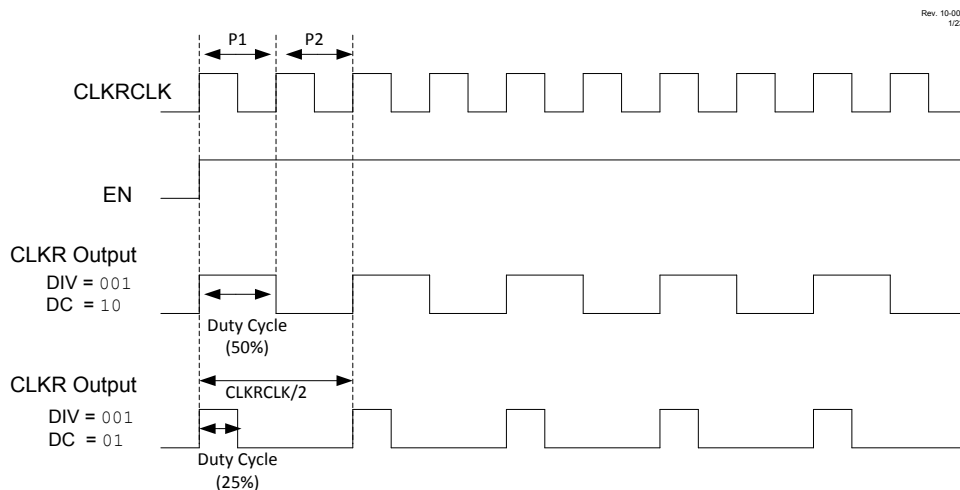 Rev. 10-00
1/23
P1
P2
CLKRCLK
EN
CLKR Output
DIV = 001
DC = 10
Duty Cycle
(50%)
CLKR Output
CLKRCLK/2
DIV = 001
DC = 01
Duty Cycle
(25%)